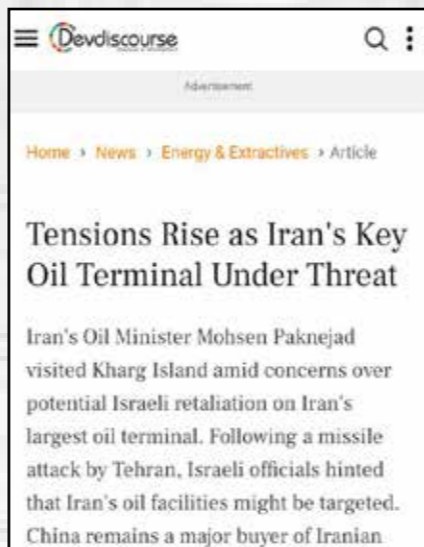 Devdiscourse
Advertisement
Home > News > Energy & Extractives > Article
Tensions Rise as Iran's Key
Oil Terminal Under Threat
Iran's Oil Minister Mohsen Paknejad
visited Kharg Island amid concerns over
potential Israeli retaliation on Iran's
largest oil terminal. Following a missile
attack by Tehran, Israeli officials hinted
that Iran's oil facilities might be targeted.
China remains a major buyer of Iranian